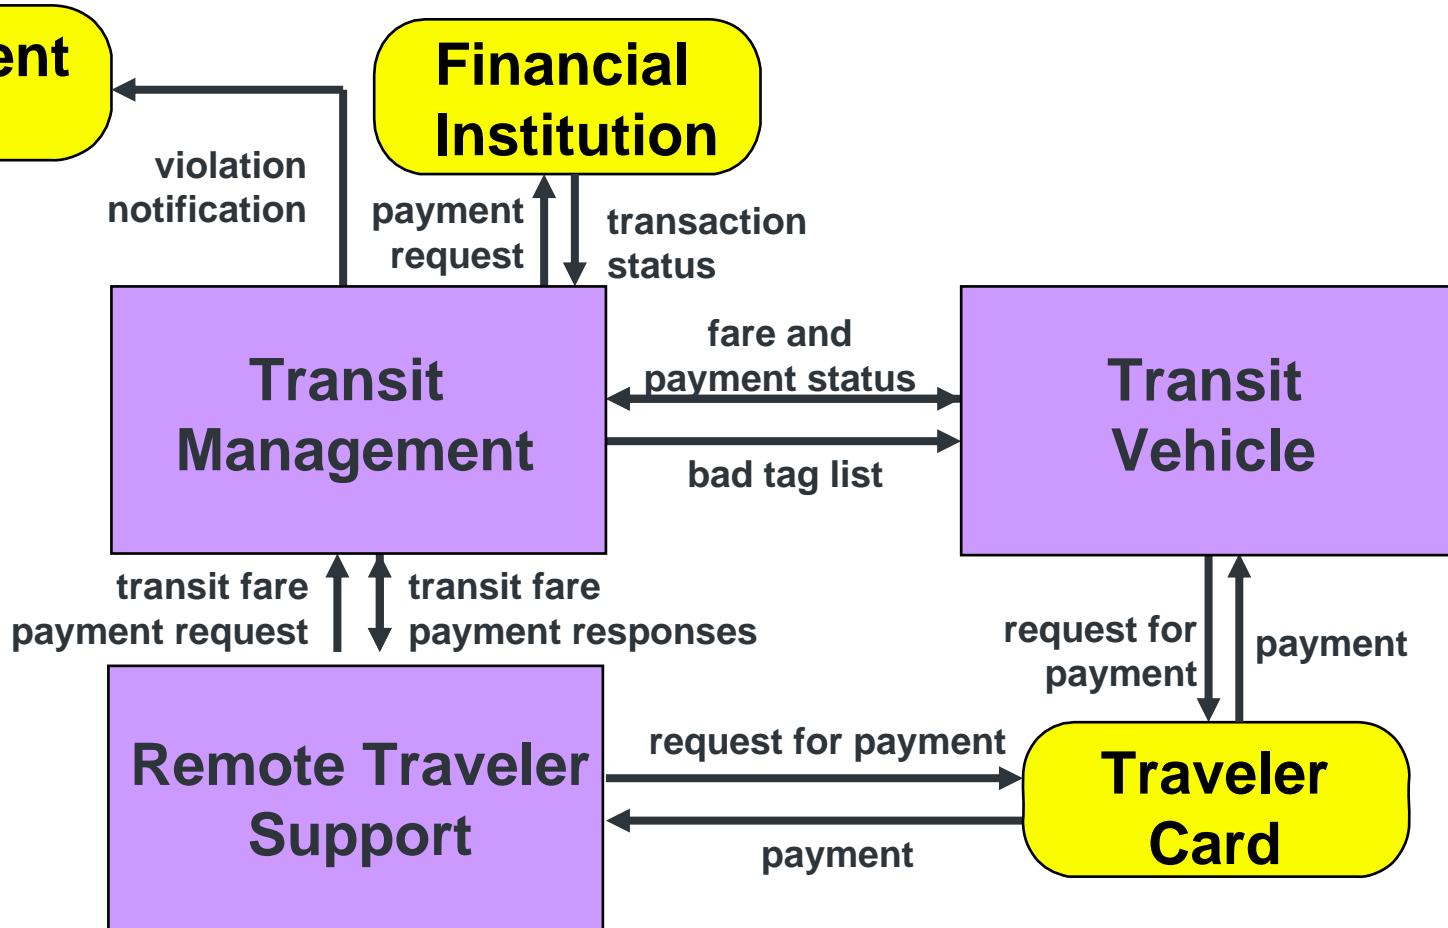 Financial
Institution
violation
notification
payment
request
transaction
status
Transit
Management
fare and
payment status
bad tag list
Transit
Vehicle
transit fare
payment request
transit fare
payment responses
request for
payment
payment
Remote Traveler
Support
request for payment
payment
Traveler
Card